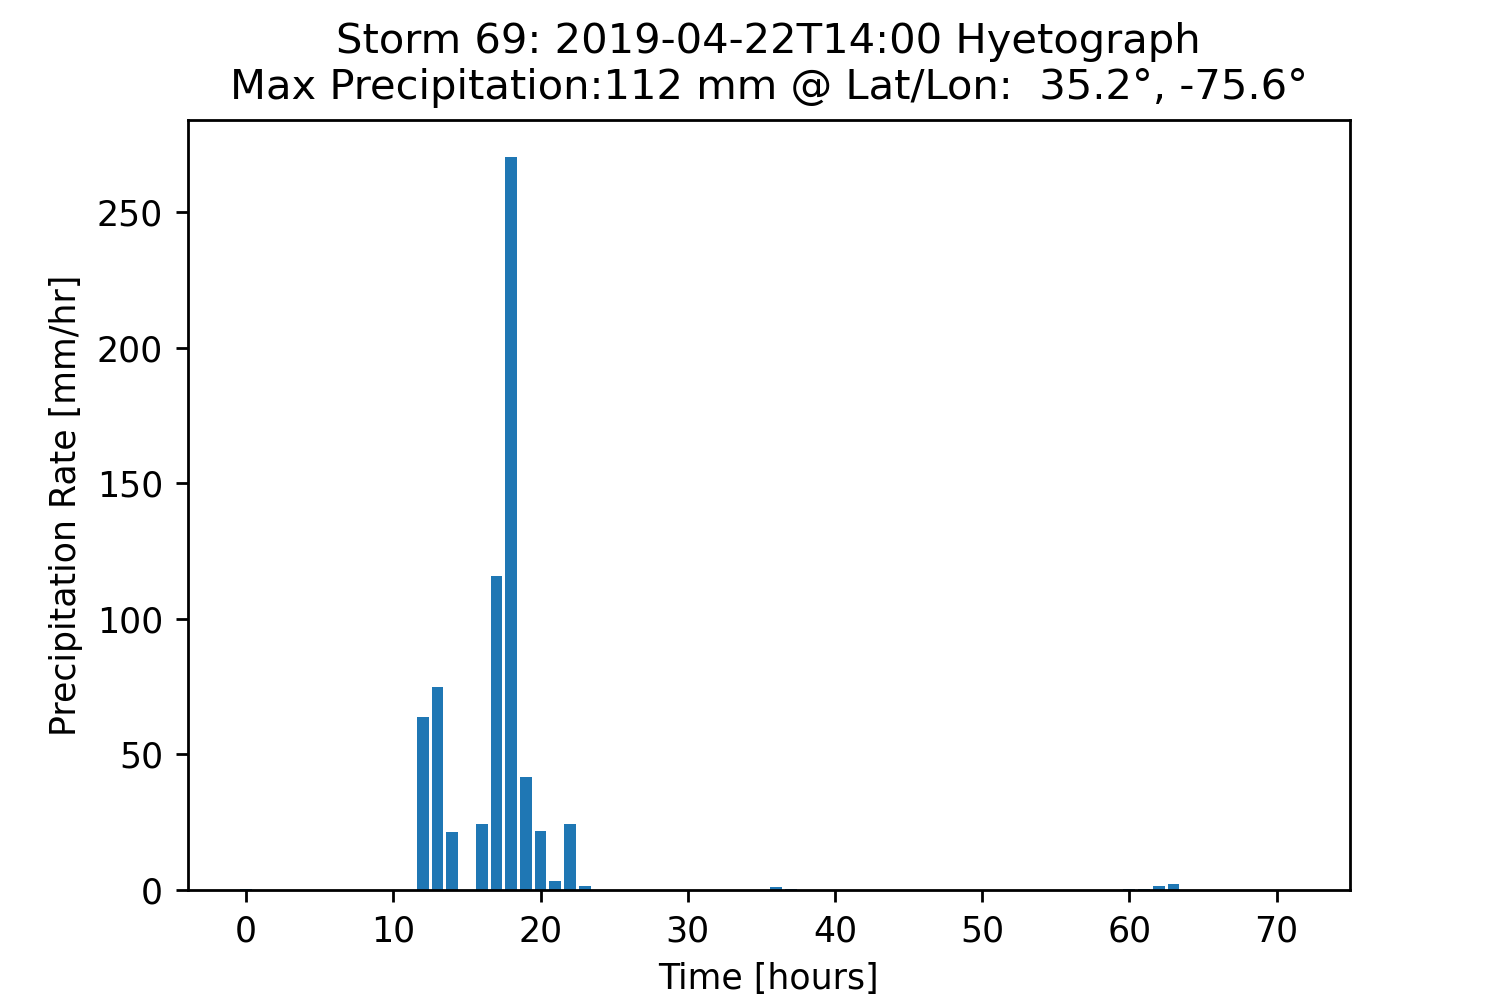 Storm 69: 2019-04-22T14:00 Hyetograph
Max Precipitation:112 mm @ Lat/Lon:  35.2°, -75.6°
Precipitation Rate [mm/hr]
250
200
150
100
50
0
0 10 20 30 40 50 60 70
Time [hours]